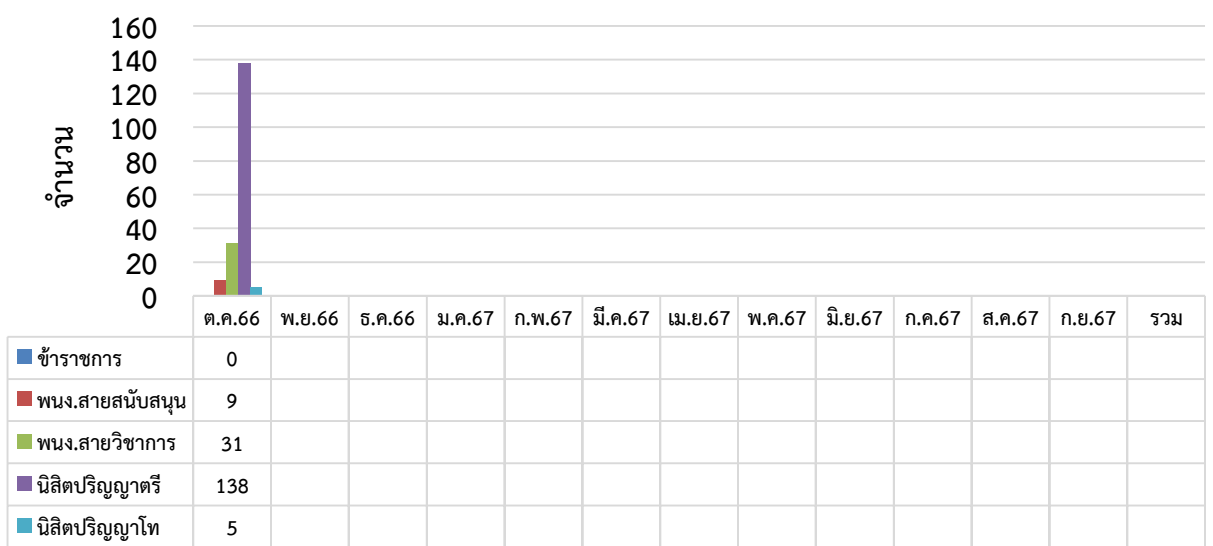 160
140
120
100
80
60
40
20
0
จำนวน
ต.ค.66 พ.ย.66 ธ.ค.66 ม.ค.67 ก.พ.67 มี.ค.67 เม.ย.67 พ.ค.67 มิ.ย.67 ก.ค.67 ส.ค.67 ก.ย.67 รวม
ข้าราชการ 0
พนง.สายสนับสนุน 9
พนง.สายวิชาการ 31
นิสิตปริญญาตรี 138
นิสิตปริญญาโท 5